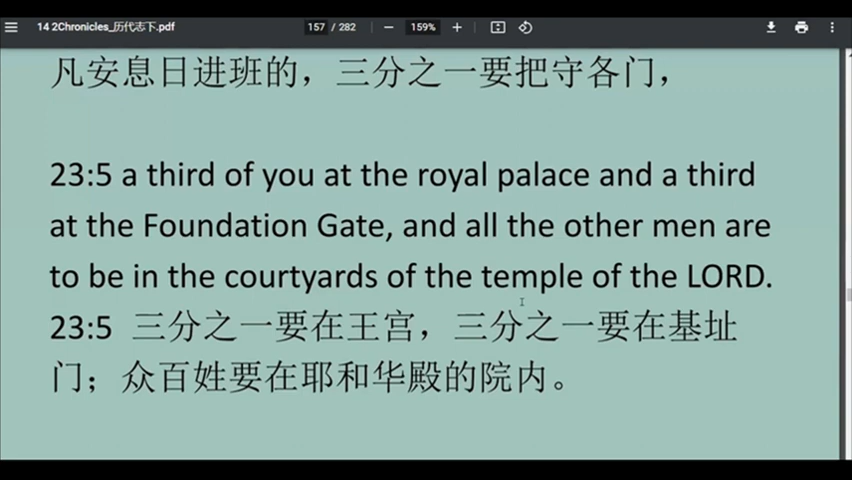 14 2Chronicles_历代志下.pdf 157 / 282 159%
凡安息日进班的，三分之一要把守各门，
23:5 a third of you at the royal palace and a third
at the Foundation Gate, and all the other men are
to be in the courtyards of the temple of the LORD.
23:5 三分之一要在王宫，三分之一要在基址
门；众百姓要在耶和华殿的院内。